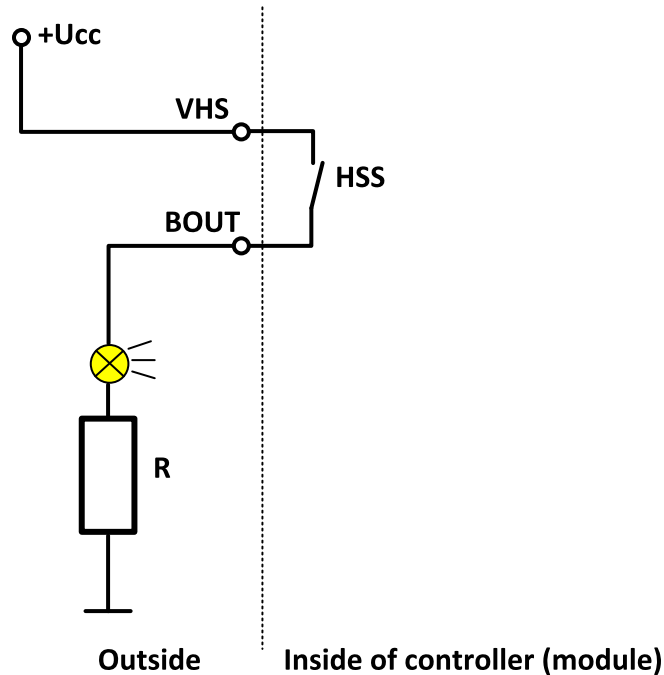 +Ucc
VHS
HSS
BOUT
R
Outside
Inside of controller (module)